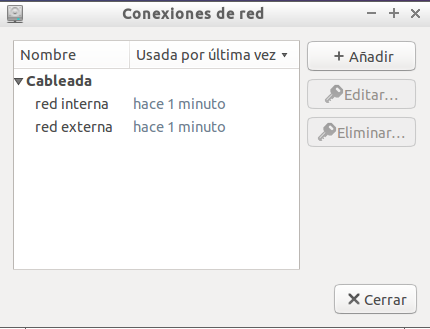 Conexiones de red
Nombre Usada por última vez
Cableada
red interna hace 1 minuto
red externa hace 1 minuto
+ Añadir
Editar...
Eliminar...
Cerrar